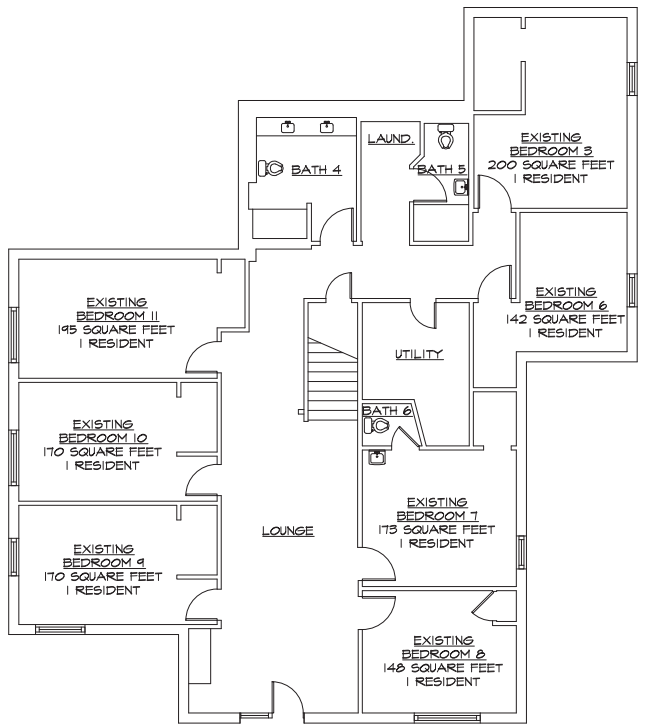 LAUND.
BATH 4
BATH 5
EXISTING
BEDROOM 5
200 SQUARE FEET
1 RESIDENT
EXISTING
BEDROOM 11
195 SQUARE FEET
1 RESIDENT
EXISTING
BEDROOM 6
142 SQUARE FEET
1 RESIDENT
UTILITY
BATH 6
EXISTING
BEDROOM 10
170 SQUARE FEET
1 RESIDENT
LOUNGE
EXISTING
BEDROOM 7
173 SQUARE FEET
1 RESIDENT
EXISTING
BEDROOM 9
170 SQUARE FEET
1 RESIDENT
EXISTING
BEDROOM 8
148 SQUARE FEET
1 RESIDENT